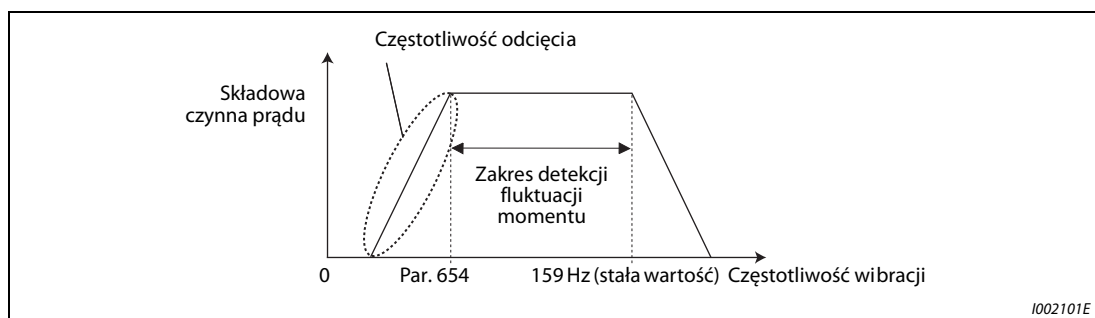 Częstotliwość odcięcia
Składowa
czynna prądu
Zakres detekcji
fluktuacji
momentu
0
Par. 654
159 Hz (stała wartość)
Częstotliwość wibracji
I002101E